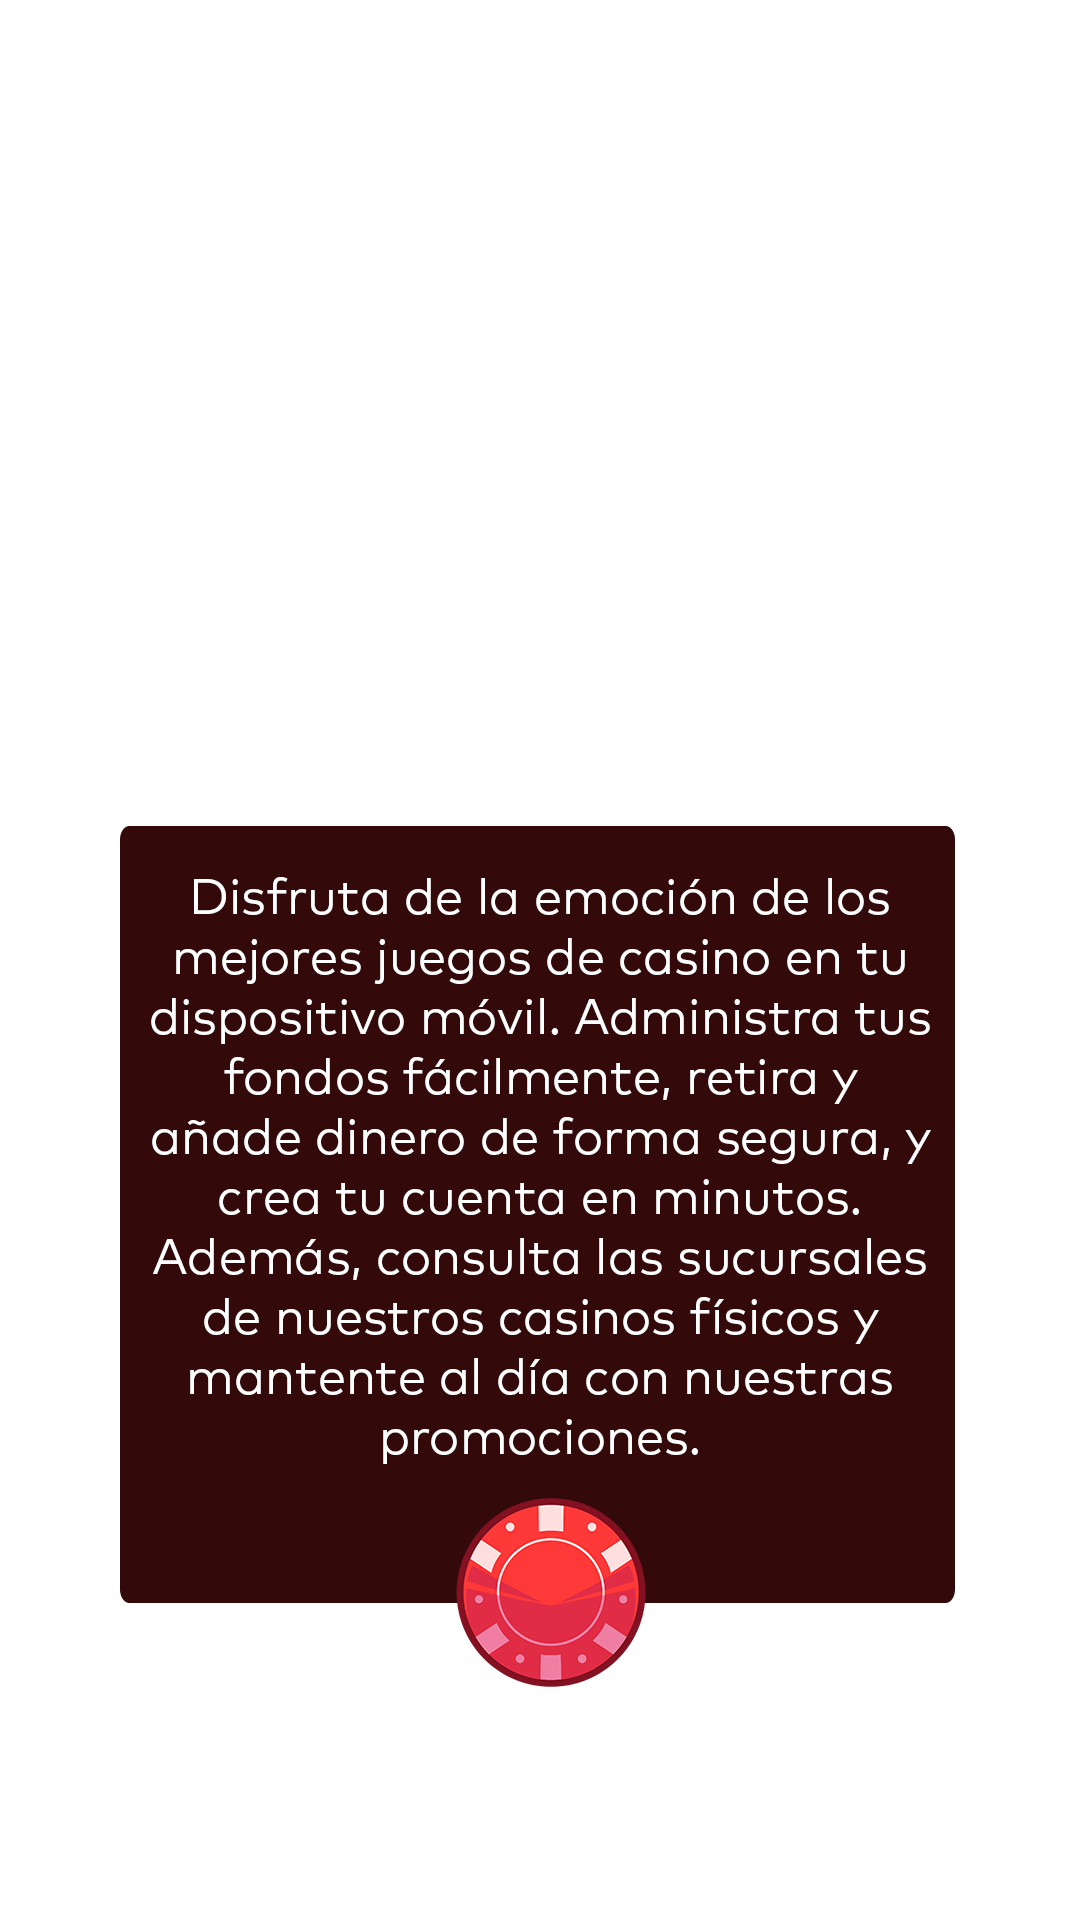 Disfruta de la emoción de los
mejores juegos de casino en tu
dispositivo móvil. Administra tus
fondos fácilmente, retira y
añade dinero de forma segura, y
crea tu cuenta en minutos.
Además, consulta las sucursales
de nuestros casinos físicos y
mantente al día con nuestras
promociones.